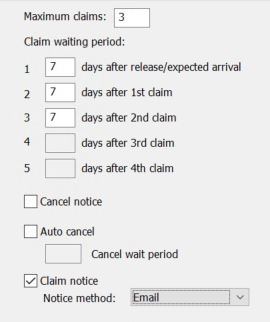 Maximum claims: 3
Claim waiting period:
1 7 days after release/expected arrival
2 7 days after 1st claim
3 7 days after 2nd claim
4 days after 3rd claim
5 days after 4th claim
Cancel notice
Auto cancel
Cancel wait period
Claim notice
Notice method: Email